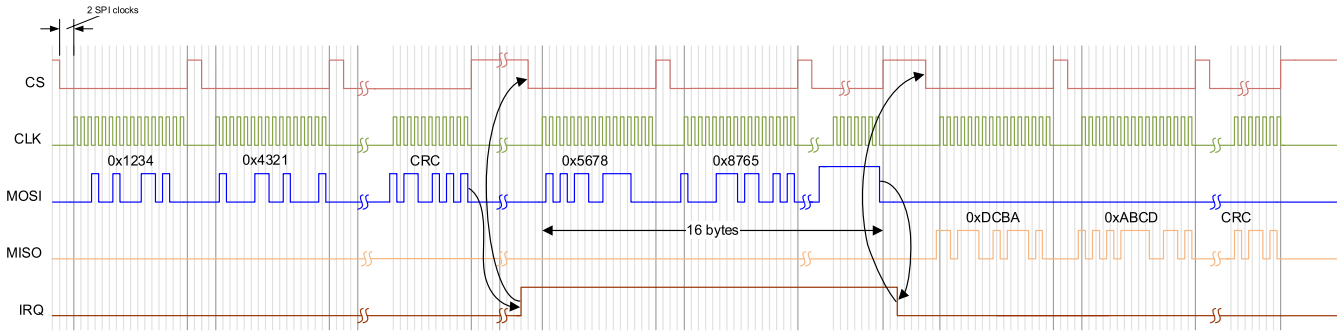 2 SPI clocks
CS
CLK
0x1234 0x4321 CRC 0x5678 0x8765
MOSI
0xDCBA 0xABCD CRC
16 bytes
MISO
IRQ